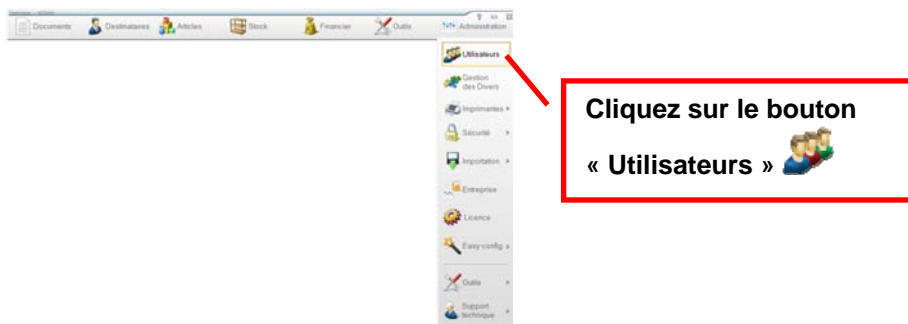 Documents Destinataires Articles Stock Financier Outils Administration
Utilisateurs
Gestion
des Divers
Imprimantes
Sécurité
Importation
Entreprise
Licence
Easy-config
Outils
Support
technique
Cliquez sur le bouton
« Utilisateurs »